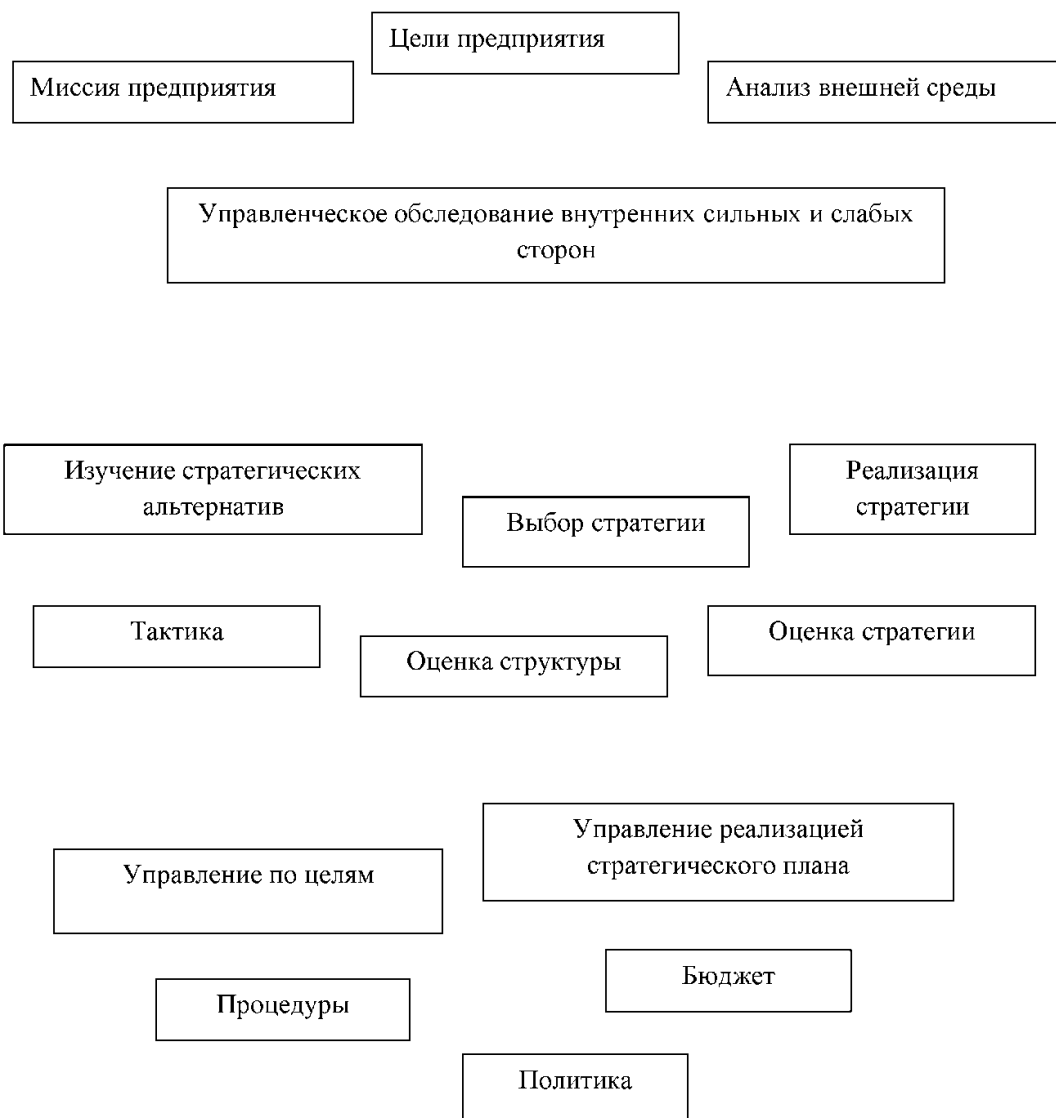 Цели предприятия
Миссия предприятия
Анализ внешней среды
Управленческое обследование внутренних сильных и слабых
сторон
Изучение стратегических
альтернатив
Выбор стратегии
Реализация
стратегии
Тактика
Оценка структуры
Оценка стратегии
Управление по целям
Управление реализацией
стратегического плана
Процедуры
Бюджет
Политика